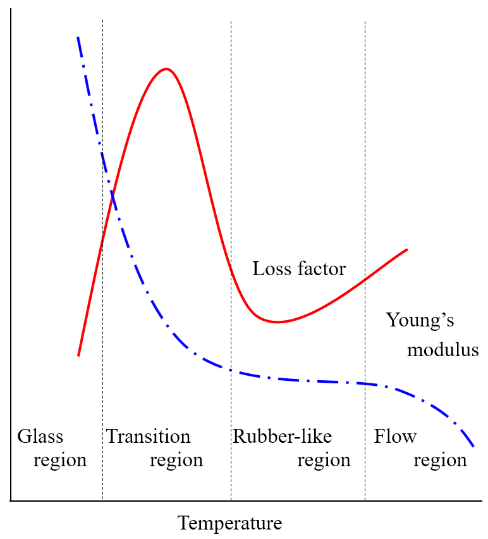 Loss factor
Young's
modulus
Glass
region
Transition
region
Rubber-like
region
Flow
region
Temperature